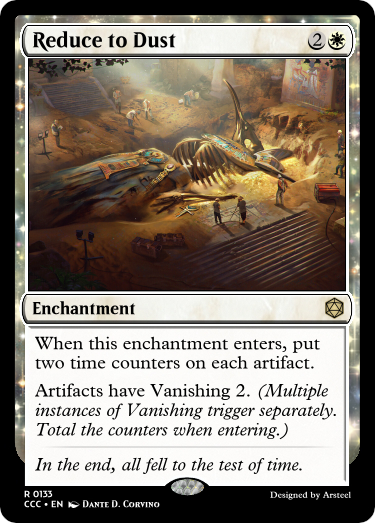 Reduce to Dust 2
Enchantment
When this enchantment enters, put
two time counters on each artifact.
Artifacts have Vanishing 2. (Multiple
instances of Vanishing trigger separately.
Total the counters when entering.)
In the end, all fell to the test of time.
R 0133
CCC • EN DANTE D. CORVINO
Designed by Arsteel